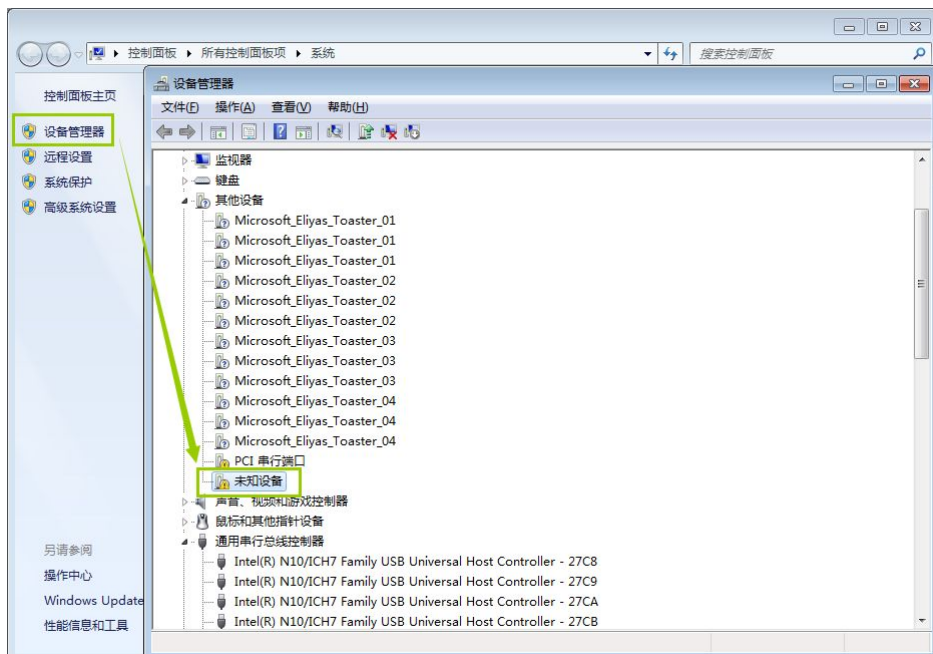 控制面板 ▸ 所有控制面板项 ▸ 系统
搜索控制面板
控制面板主页
设备管理器
远程设置
系统保护
高级系统设置
另请参阅
操作中心
Windows Update
性能信息和工具
设备管理器
文件(F) 操作(A) 查看(V) 帮助(H)
监视器
键盘
其他设备
Microsoft_Eliyas_Toaster_01
Microsoft_Eliyas_Toaster_01
Microsoft_Eliyas_Toaster_01
Microsoft_Eliyas_Toaster_02
Microsoft_Eliyas_Toaster_02
Microsoft_Eliyas_Toaster_02
Microsoft_Eliyas_Toaster_03
Microsoft_Eliyas_Toaster_03
Microsoft_Eliyas_Toaster_03
Microsoft_Eliyas_Toaster_04
Microsoft_Eliyas_Toaster_04
Microsoft_Eliyas_Toaster_04
PCI 串行端口
未知设备
声音、视频和游戏控制器
鼠标和其他指针设备
通用串行总线控制器
Intel(R) N10/ICH7 Family USB Universal Host Controller - 27C8
Intel(R) N10/ICH7 Family USB Universal Host Controller - 27C9
Intel(R) N10/ICH7 Family USB Universal Host Controller - 27CA
Intel(R) N10/ICH7 Family USB Universal Host Controller - 27CB